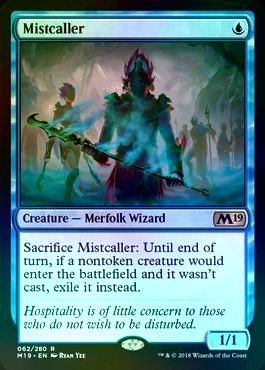 Mistcaller
Creature — Merfolk Wizard
M19
Sacrifice Mistcaller: Until end of
turn, if a nontoken creature would
enter the battlefield and it wasn't
cast, exile it instead.
Hospitality is of little concern to those
who do not wish to be disturbed.
1/1
062/280 R
M19 • EN Ryan Yee
™ & © 2018 Wizards of the Coast